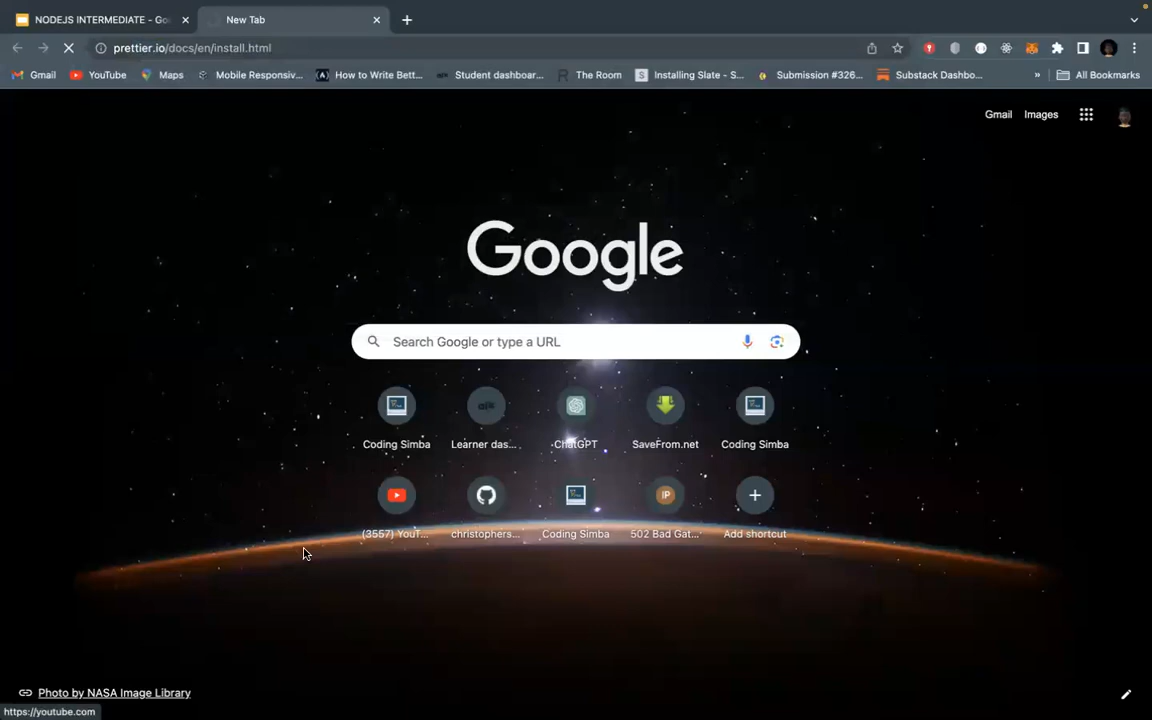 NODEJS INTERMEDIATE - Go
New Tab
prettier.io/docs/en/install.html
Gmail
YouTube
Maps
Mobile Responsiv...
How to Write Bett...
Student dashboar...
The Room
Installing Slate - S...
Submission #326...
Substack Dashbo...
»
All Bookmarks
Gmail
Images
Google
Search Google or type a URL
Coding Simba
Learner das...
ChatGPT
SaveFrom.net
Coding Simba
IP
(3557) YouT...
christophers...
Coding Simba
502 Bad Gat...
Add shortcut
Photo by NASA Image Library
https://youtube.com